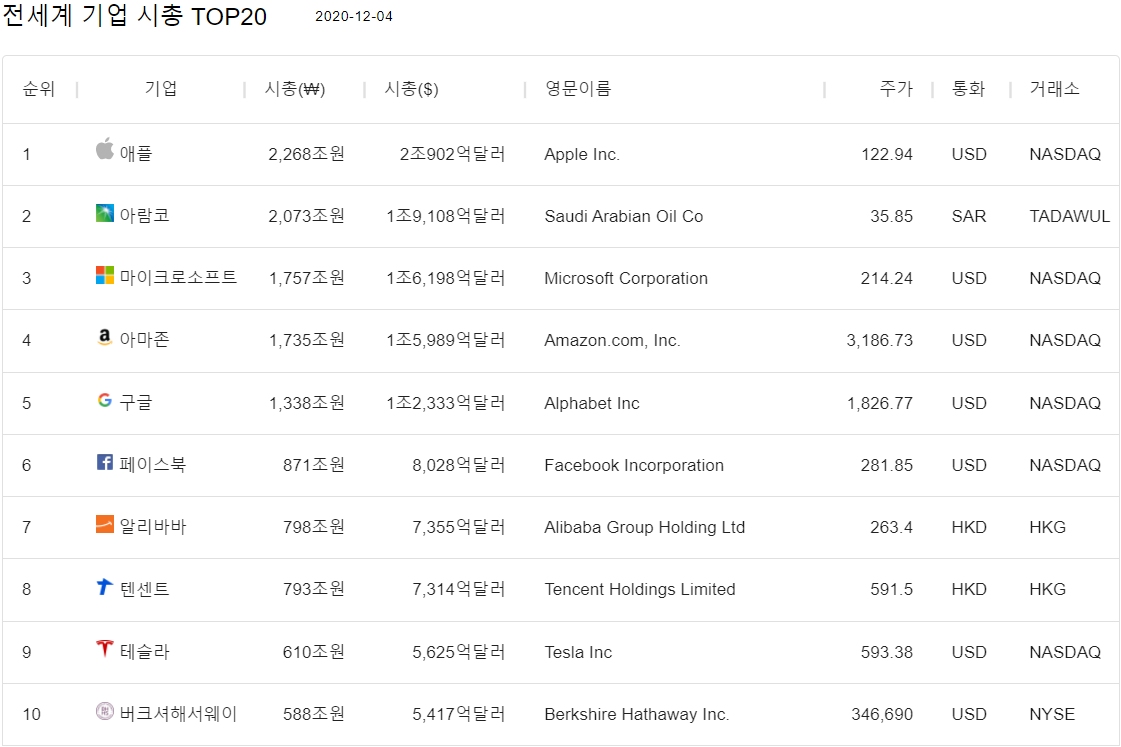 전세계 기업 시총 TOP20 2020-12-04
순위 기업 시총(₩) 시총($) 영문이름 주가 통화 거래소
1 애플 2,268조원 2조902억달러 Apple Inc. 122.94 USD NASDAQ
2 아람코 2,073조원 1조9,108억달러 Saudi Arabian Oil Co 35.85 SAR TADAWUL
3 마이크로소프트 1,757조원 1조6,198억달러 Microsoft Corporation 214.24 USD NASDAQ
4 아마존 1,735조원 1조5,989억달러 Amazon.com, Inc. 3,186.73 USD NASDAQ
5 구글 1,338조원 1조2,333억달러 Alphabet Inc 1,826.77 USD NASDAQ
6 페이스북 871조원 8,028억달러 Facebook Incorporation 281.85 USD NASDAQ
7 알리바바 798조원 7,355억달러 Alibaba Group Holding Ltd 263.4 HKD HKG
8 텐센트 793조원 7,314억달러 Tencent Holdings Limited 591.5 HKD HKG
9 테슬라 610조원 5,625억달러 Tesla Inc 593.38 USD NASDAQ
10 버크셔해서웨이 588조원 5,417억달러 Berkshire Hathaway Inc. 346,690 USD NYSE